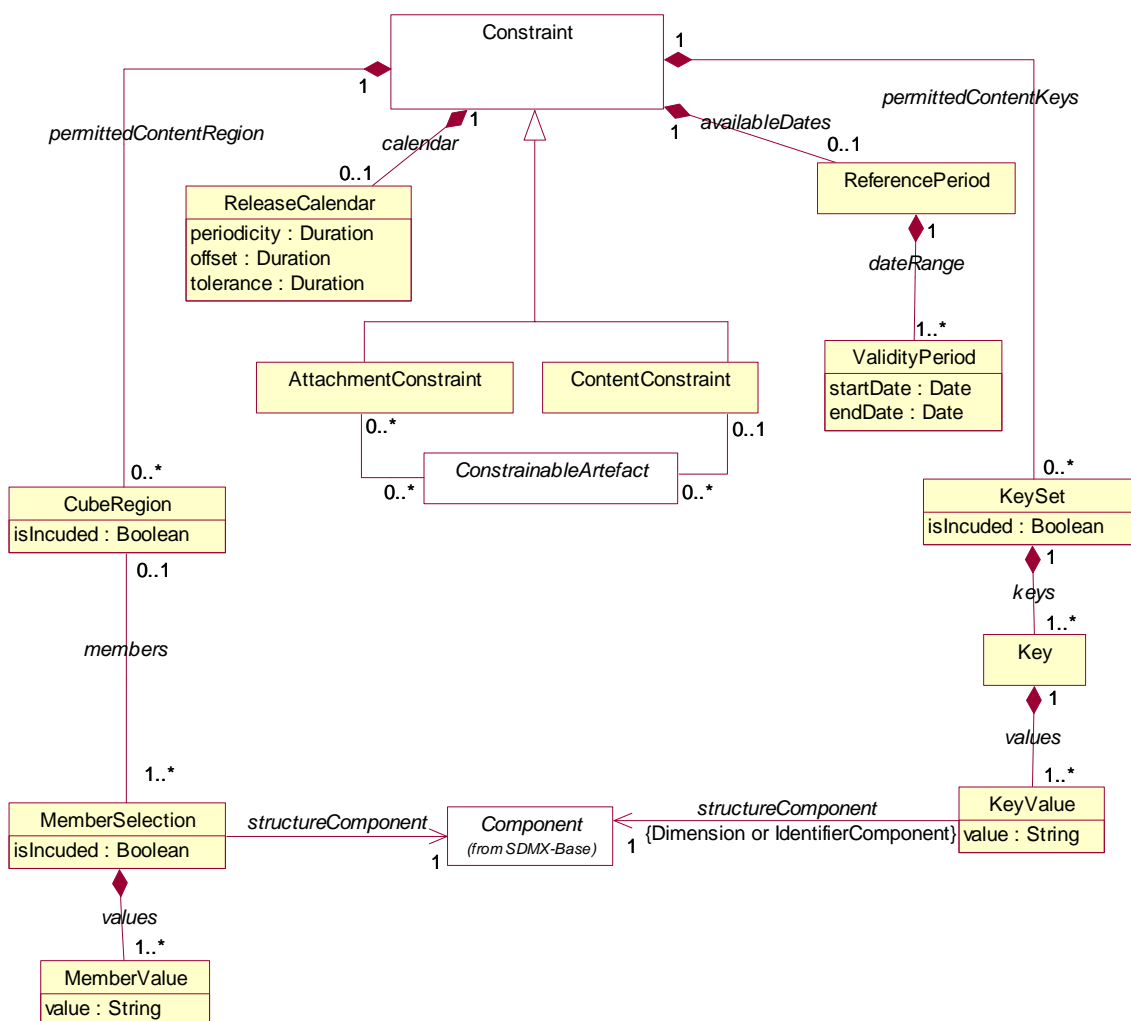 Constraint
1
1
1
1
permittedContentKeys
permittedContentRegion
calendar
availableDates
0..1
0..1
ReleaseCalendar
periodicity : Duration
offset : Duration
tolerance : Duration
ReferencePeriod
1
dateRange
1..*
ValidityPeriod
startDate : Date
endDate : Date
AttachmentConstraint
ContentConstraint
0..*
0..1
ConstrainableArtefact
0..*
0..*
0..*
0..*
CubeRegion
isIncuded : Boolean
0..1
KeySet
isIncuded : Boolean
1
keys
1..*
Key
1
members
values
1..*
1..*
MemberSelection
isIncuded : Boolean
structureComponent
1
Component
(from SDMX-Base)
structureComponent
{Dimension or IdentifierComponent}
1
KeyValue
value : String
values
1..*
MemberValue
value : String